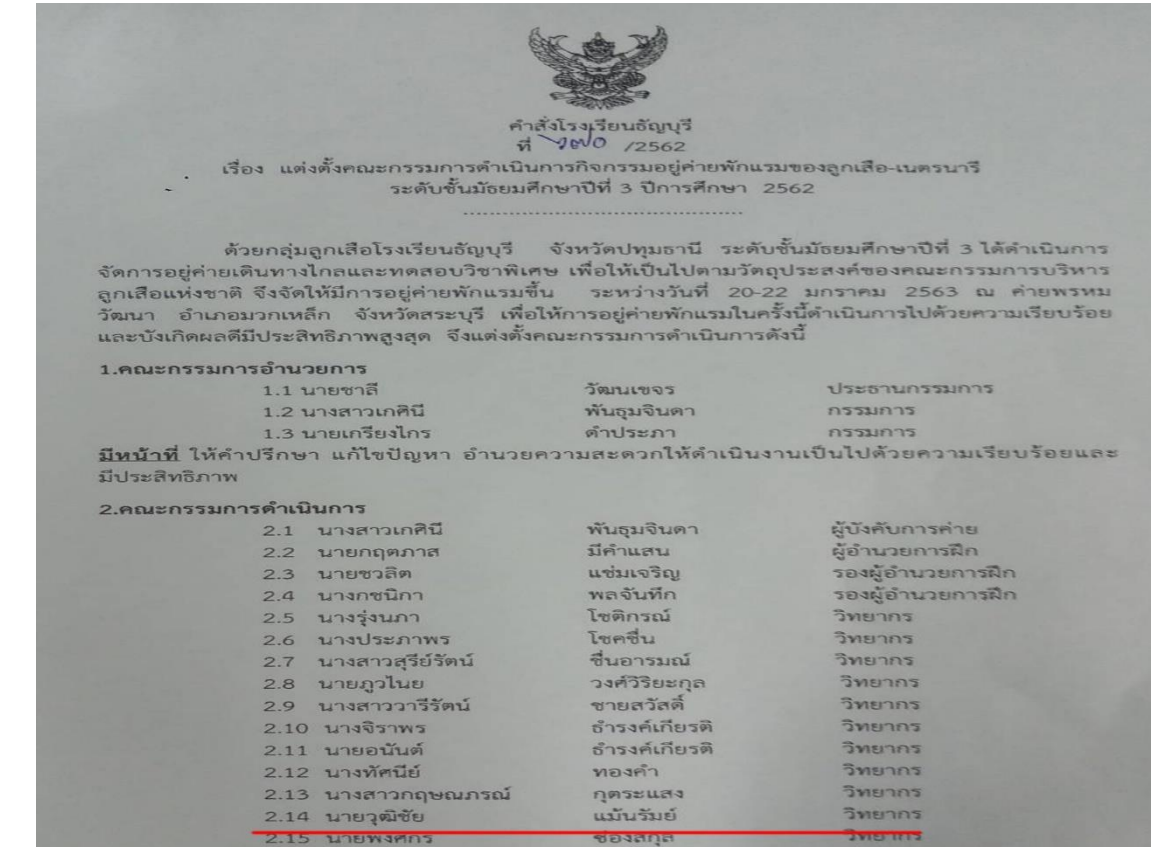 คำสั่งโรงเรียนธัญบุรี
ที่ ๖๗๐ /2562
เรื่อง แต่งตั้งคณะกรรมการดำเนินการกิจกรรมอยู่ค่ายพักแรมของลูกเสือ-เนตรนารี
ระดับชั้นมัธยมศึกษาปีที่ 3 ปีการศึกษา 2562
ด้วยกลุ่มลูกเสือโรงเรียนธัญบุรี จังหวัดปทุมธานี ระดับชั้นมัธยมศึกษาปีที่ 3 ได้ดำเนินการ
จัดการอยู่ค่ายเดินทางไกลและทดสอบวิชาพิเศษ เพื่อให้เป็นไปตามวัตถุประสงค์ของคณะกรรมการบริหาร
ลูกเสือแห่งชาติ จึงจัดให้มีการอยู่ค่ายพักแรมขึ้น ระหว่างวันที่ 20-22 มกราคม 2563 ณ ค่ายพรหม
วัฒนา อำเภอมวกเหล็ก จังหวัดสระบุรี เพื่อให้การอยู่ค่ายพักแรมในครั้งนี้ดำเนินการไปด้วยความเรียบร้อย
และบังเกิดผลดีมีประสิทธิภาพสูงสุด จึงแต่งตั้งคณะกรรมการดำเนินการดังนี้
1.คณะกรรมการอำนวยการ
1.1 นายชาลี วัฒนเขจร ประธานกรรมการ
1.2 นางสาวเกศินี พันธุมจินดา กรรมการ
1.3 นายเกรียงไกร ดำประภา กรรมการ
มีหน้าที่ ให้คำปรึกษา แก้ไขปัญหา อำนวยความสะดวกให้ดำเนินงานเป็นไปด้วยความเรียบร้อยและ
มีประสิทธิภาพ
2.คณะกรรมการดำเนินการ
2.1 นางสาวเกศินี พันธุมจินดา ผู้บังคับการค่าย
2.2 นายกฤตภาส มีคำแสน ผู้อำนวยการฝึก
2.3 นายชวลิต แช่มเจริญ รองผู้อำนวยการฝึก
2.4 นางกชนิกา พลจันทึก รองผู้อำนวยการฝึก
2.5 นางรุ่งนภา โชติกรณ์ วิทยากร
2.6 นางประภาพร โชคชื่น วิทยากร
2.7 นางสาวสุรีย์รัตน์ ชื่นอารมณ์ วิทยากร
2.8 นายภูวไนย วงศ์วิริยะกุล วิทยากร
2.9 นางสาววารีรัตน์ ชายสวัสดิ์ วิทยากร
2.10 นางจิราพร ธำรงค์เกียรติ วิทยากร
2.11 นายอนันต์ ธำรงค์เกียรติ วิทยากร
2.12 นางทัศนีย์ ทองคำ วิทยากร
2.13 นางสาวกฤษณภรณ์ กุตระแสง วิทยากร
2.14 นายวุฒิชัย แม้นรัมย์ วิทยากร
2.15 นายพงศกร ช่องสกุล วิทยากร